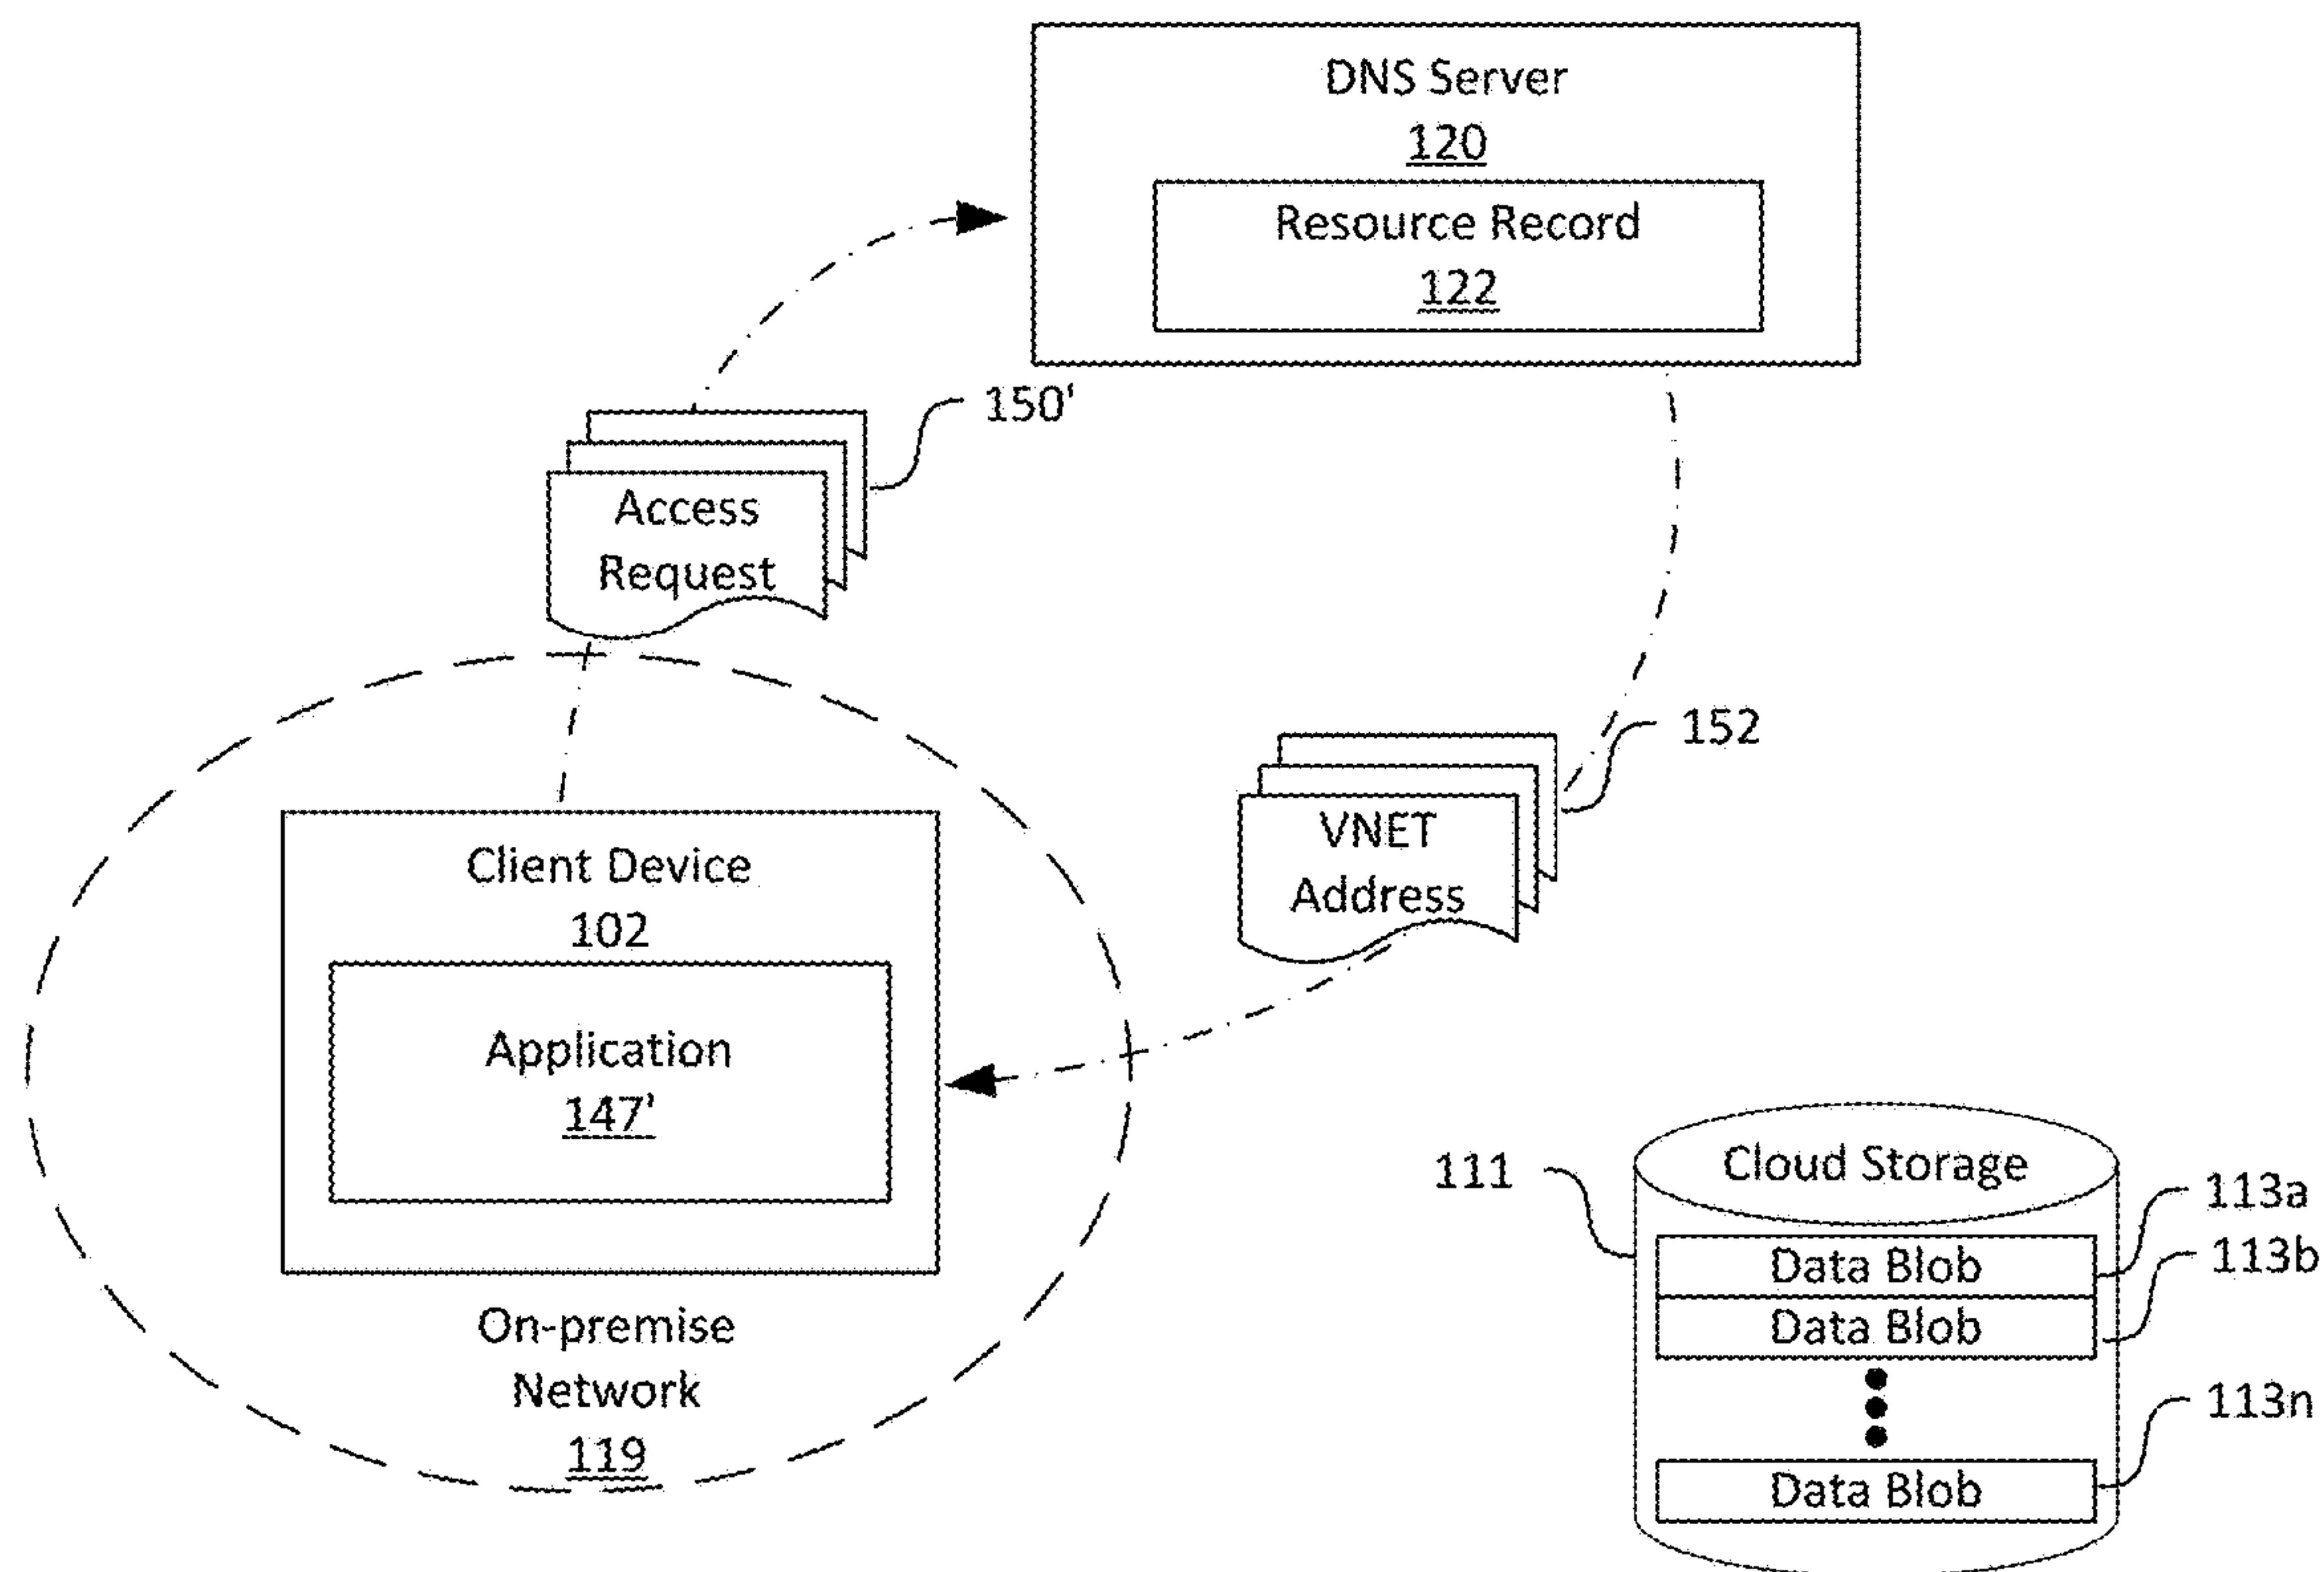 DNS Server
120
Resource Record
122
150'
Access
Request
152
VNET
Address
Client Device
102
Application
147'
On-premise
Network
119
111
Cloud Storage
113a
Data Blob
113b
Data Blob
113n
Data Blob